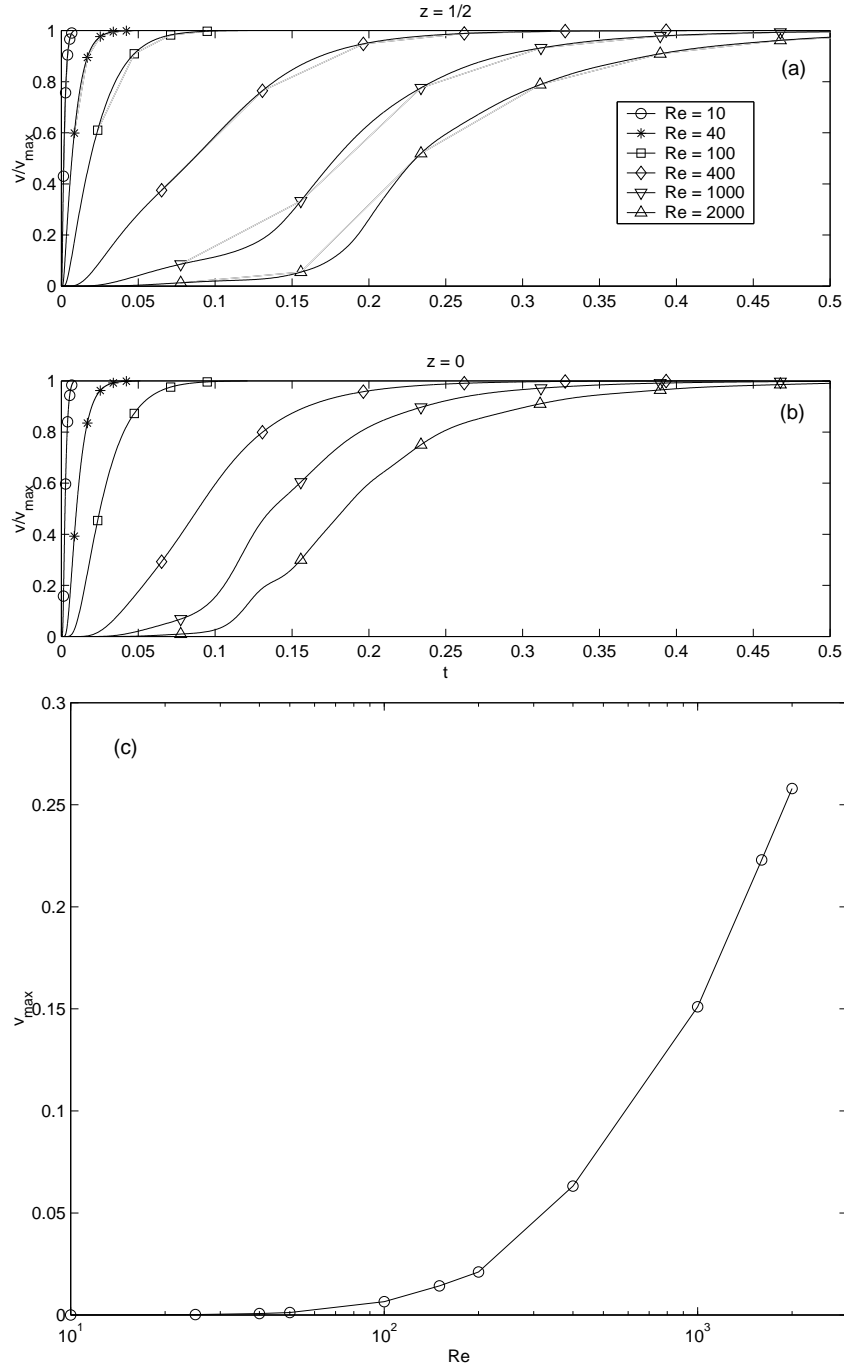 z = 1/2
1
0.8
0.6
0.4
0.2
0
v/v_max
(a)
Re = 10
Re = 40
Re = 100
Re = 400
Re = 1000
Re = 2000
0 0.05 0.1 0.15 0.2 0.25 0.3 0.35 0.4 0.45 0.5
z = 0
1
0.8
0.6
0.4
0.2
0
v/v_max
(b)
0 0.05 0.1 0.15 0.2 0.25 0.3 0.35 0.4 0.45 0.5
t
0.3
0.25
0.2
0.15
0.1
0.05
0
v_max
(c)
10^1 10^2 10^3
Re